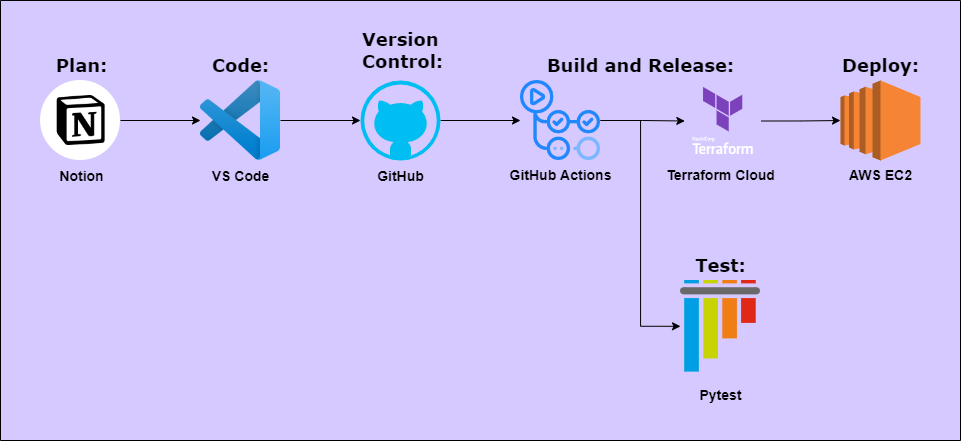 Plan:
Code:
Version
Control:
Build and Release:
Deploy:
N
HashiCorp
Terraform
Notion
VS Code
GitHub
GitHub Actions
Terraform Cloud
AWS EC2
Test:
Pytest